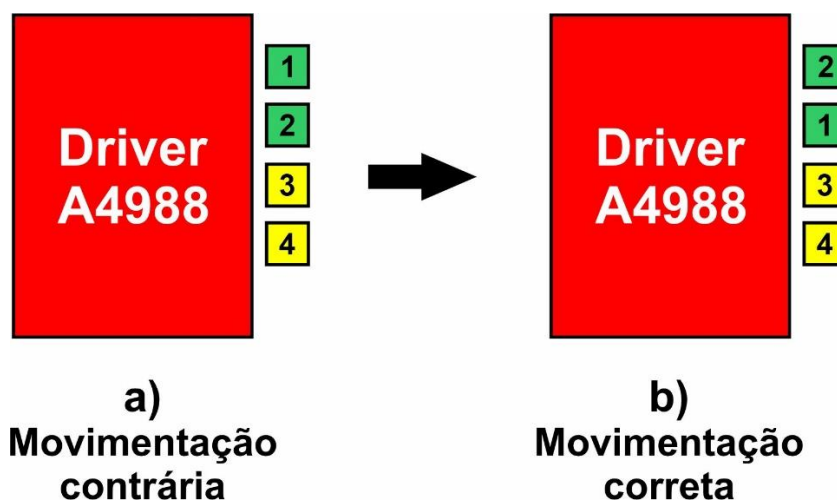 Driver
A4988
1
2
3
4
Driver
A4988
2
1
3
4
a)
Movimentação
contrária
b)
Movimentação
correta